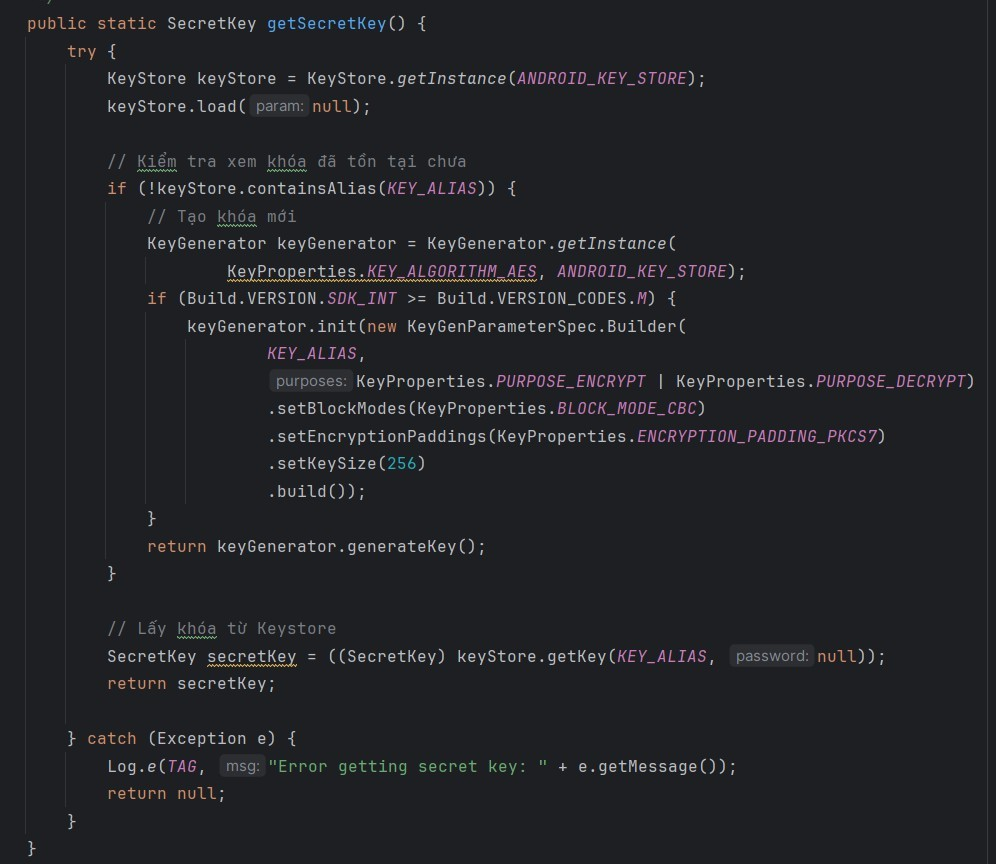 public static SecretKey getSecretKey() {
try {
KeyStore keyStore = KeyStore.getInstance(ANDROID_KEY_STORE);
keyStore.load( param: null);
// Kiểm tra xem khóa đã tồn tại chưa
if (!keyStore.containsAlias(KEY_ALIAS)) {
// Tạo khóa mới
KeyGenerator keyGenerator = KeyGenerator.getInstance(
KeyProperties.KEY_ALGORITHM_AES, ANDROID_KEY_STORE);
if (Build.VERSION.SDK_INT >= Build.VERSION_CODES.M) {
keyGenerator.init(new KeyGenParameterSpec.Builder(
KEY_ALIAS,
purposes: KeyProperties.PURPOSE_ENCRYPT | KeyProperties.PURPOSE_DECRYPT)
.setBlockModes(KeyProperties.BLOCK_MODE_CBC)
.setEncryptionPaddings(KeyProperties.ENCRYPTION_PADDING_PKCS7)
.setKeySize(256)
.build());
}
return keyGenerator.generateKey();
}
// Lấy khóa từ Keystore
SecretKey secretKey = ((SecretKey) keyStore.getKey(KEY_ALIAS, password: null));
return secretKey;
} catch (Exception e) {
Log.e(TAG, msg: "Error getting secret key: " + e.getMessage());
return null;
}
}